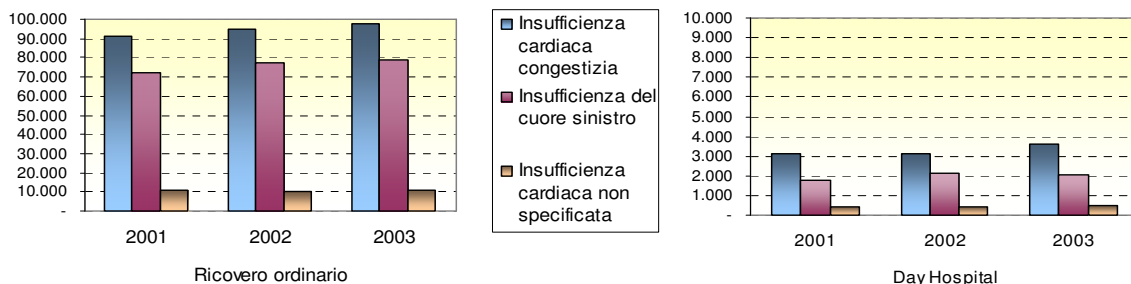 100.000
90.000
80.000
70.000
60.000
50.000
40.000
30.000
20.000
10.000
-
2001
2002
2003
Ricovero ordinario
Insufficienza
cardiaca
congestizia
Insufficienza del
cuore sinistro
Insufficienza
cardiaca non
specificata
10.000
9.000
8.000
7.000
6.000
5.000
4.000
3.000
2.000
1.000
-
2001
2002
2003
Day Hospital